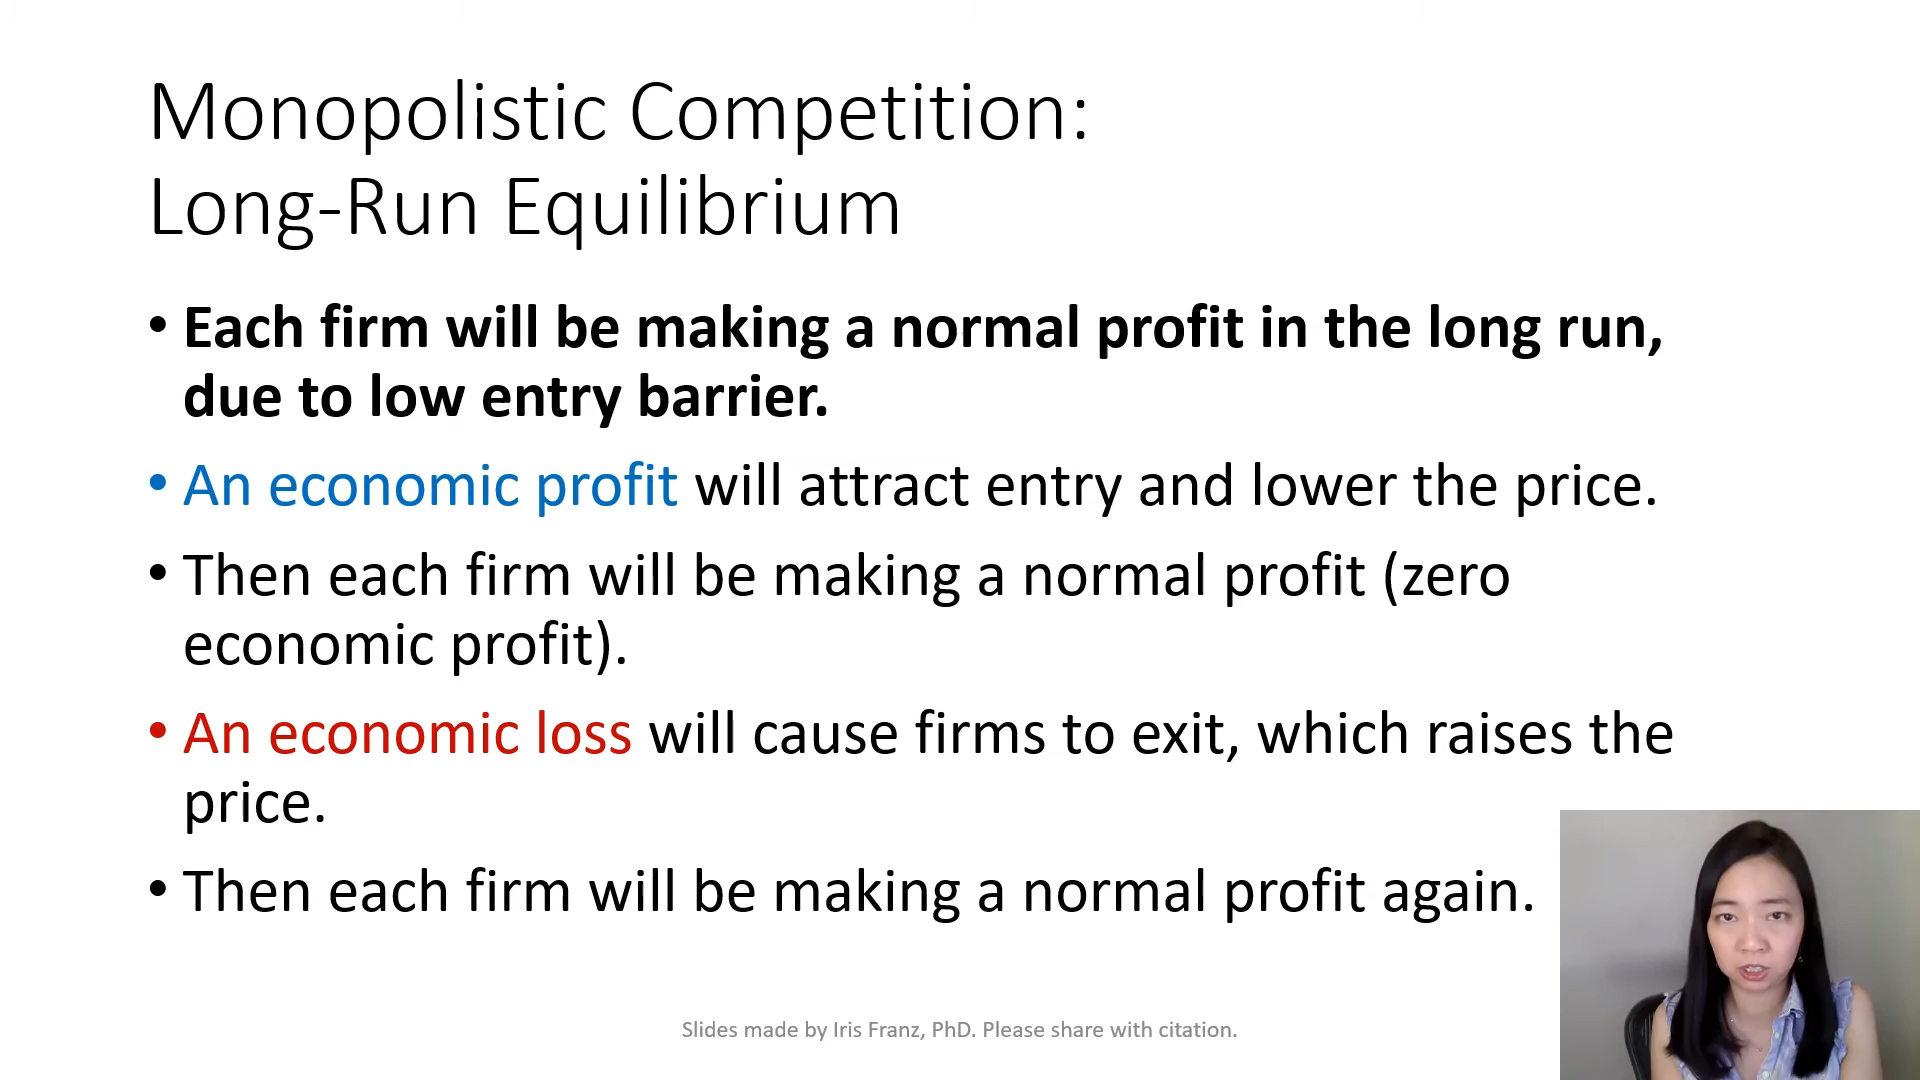 Monopolistic Competition:
Long-Run Equilibrium
• Each firm will be making a normal profit in the long run,
due to low entry barrier.
• An economic profit will attract entry and lower the price.
• Then each firm will be making a normal profit (zero
economic profit).
• An economic loss will cause firms to exit, which raises the
price.
• Then each firm will be making a normal profit again.
Slides made by Iris Franz, PhD. Please share with citation.